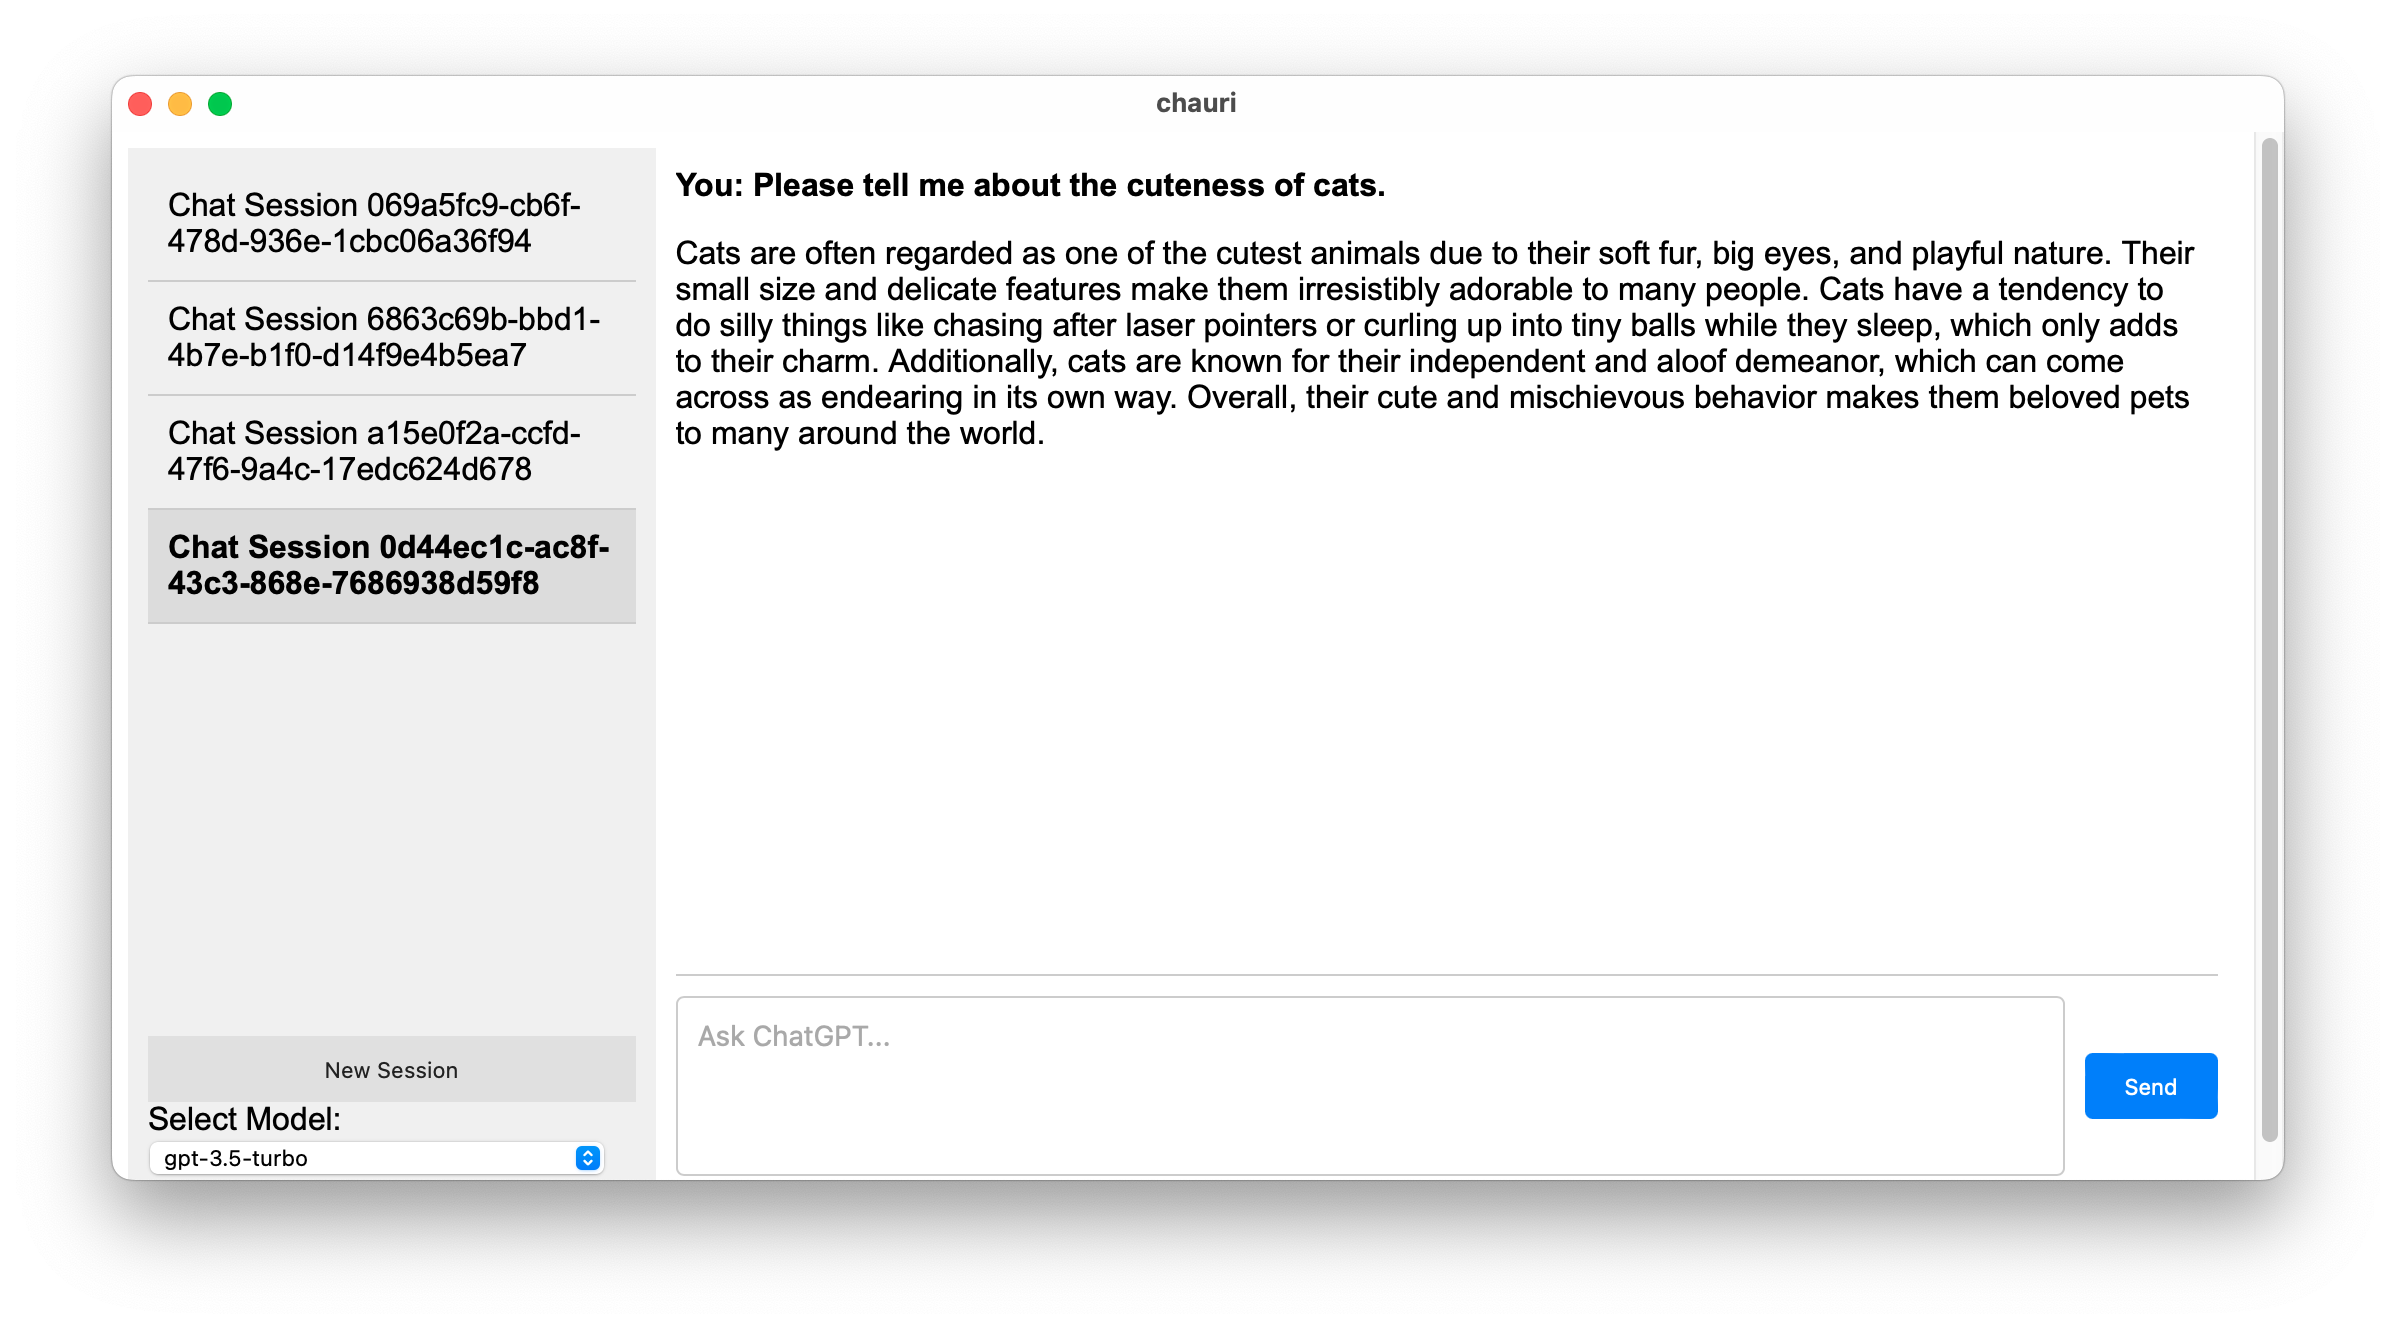 chauri
Chat Session 069a5fc9-cb6f-
478d-936e-1cbc06a36f94
Chat Session 6863c69b-bbd1-
4b7e-b1f0-d14f9e4b5ea7
Chat Session a15e0f2a-ccfd-
47f6-9a4c-17edc624d678
Chat Session 0d44ec1c-ac8f-
43c3-868e-7686938d59f8
New Session
Select Model:
gpt-3.5-turbo
You: Please tell me about the cuteness of cats.
Cats are often regarded as one of the cutest animals due to their soft fur, big eyes, and playful nature. Their
small size and delicate features make them irresistibly adorable to many people. Cats have a tendency to
do silly things like chasing after laser pointers or curling up into tiny balls while they sleep, which only adds
to their charm. Additionally, cats are known for their independent and aloof demeanor, which can come
across as endearing in its own way. Overall, their cute and mischievous behavior makes them beloved pets
to many around the world.
Ask ChatGPT...
Send